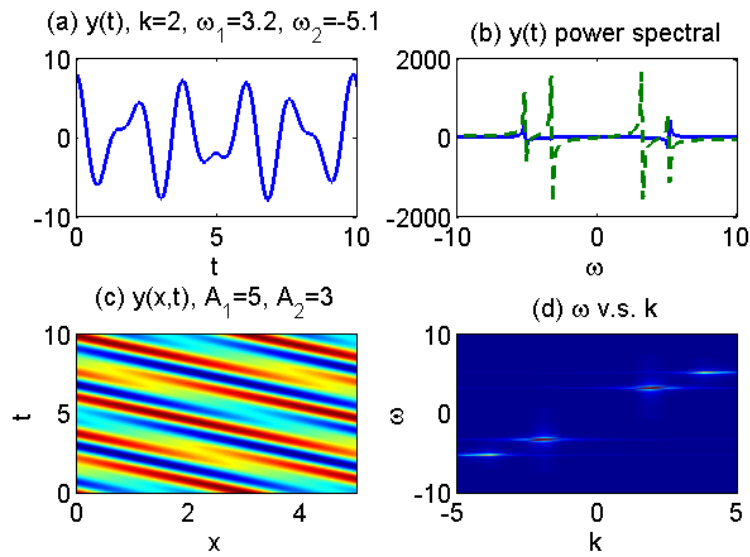 (a) y(t), k=2, ω₁=3.2, ω₂=-5.1
10
0
-10
0 5 10
t
(b) y(t) power spectral
2000
0
-2000
-10 0 10
ω
(c) y(x,t), A₁=5, A₂=3
10
5
0
t
0 2 4
x
(d) ω v.s. k
10
0
-10
ω
-5 0 5
k